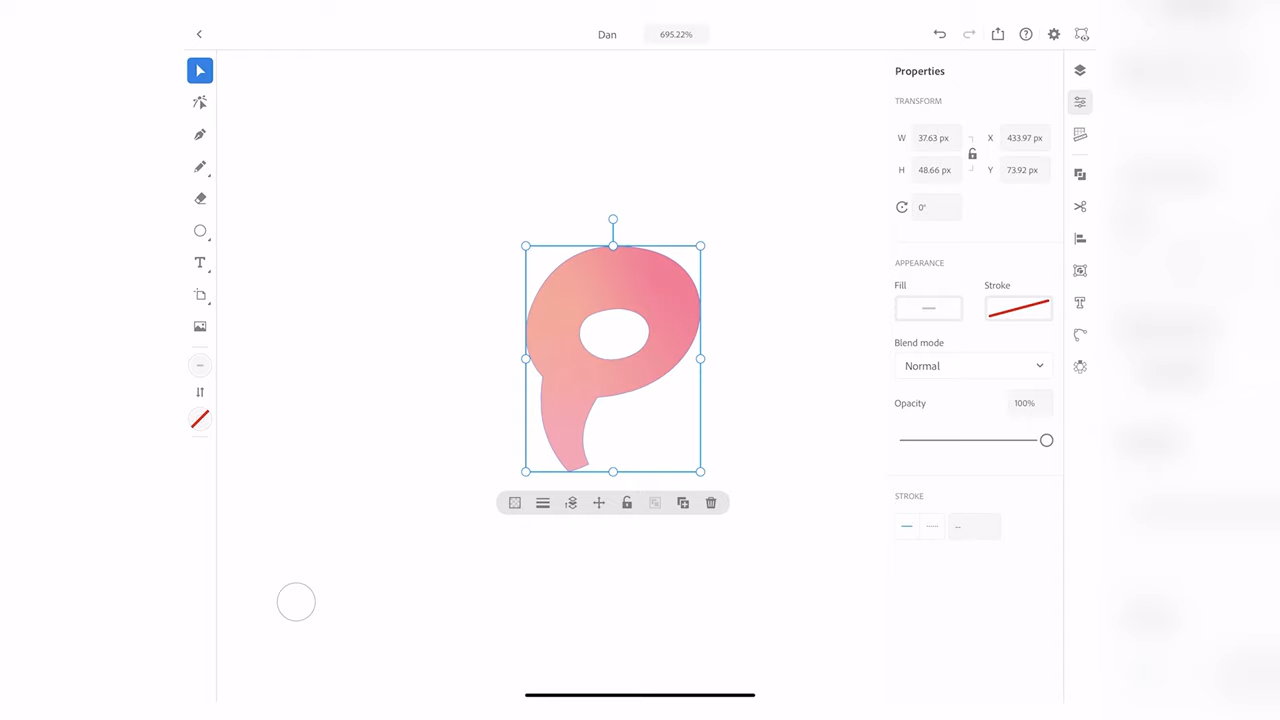 Dan
695.22%
Properties
TRANSFORM
W 37.63 px X 433.97 px
H 48.66 px Y 73.92 px
0°
APPEARANCE
Fill Stroke
Blend mode
Normal
Opacity 100%
STROKE
--
P